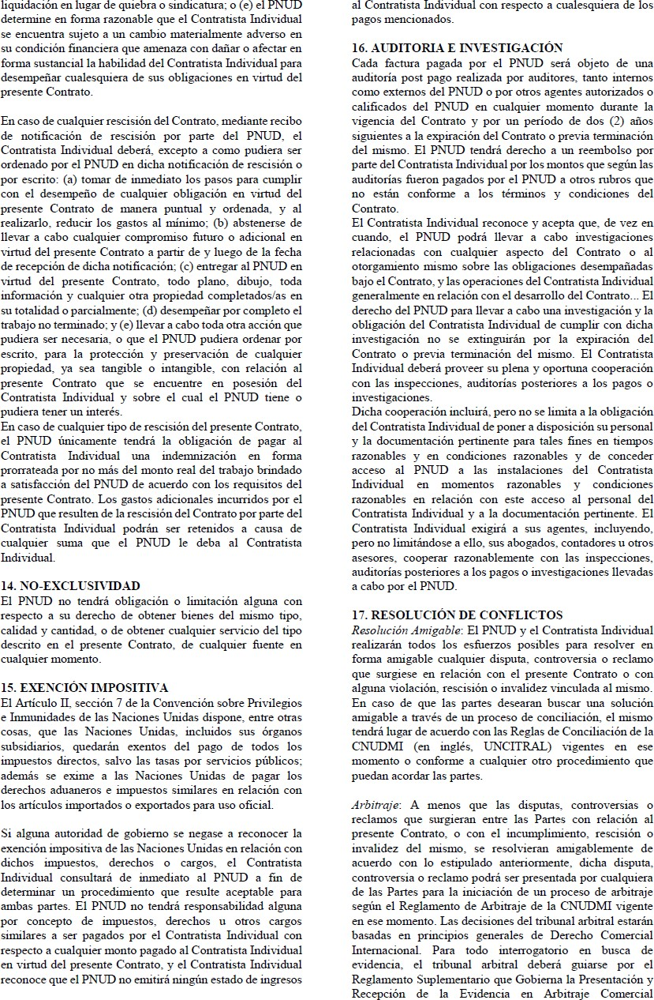 liquidación en lugar de quiebra o sindicatura; o (e) el PNUD
determine en forma razonable que el Contratista Individual
se encuentra sujeto a un cambio materialmente adverso en
su condición financiera que amenaza con dañar o afectar en
forma sustancial la habilidad del Contratista Individual para
desempeñar cualesquiera de sus obligaciones en virtud del
presente Contrato.
En caso de cualquier rescisión del Contrato, mediante recibo
de notificación de rescisión por parte del PNUD, el
Contratista Individual deberá, excepto a como pudiera ser
ordenado por el PNUD en dicha notificación de rescisión o
por escrito: (a) tomar de inmediato los pasos para cumplir
con el desempeño de cualquier obligación en virtud del
presente Contrato de manera puntual y ordenada, y al
realizarlo, reducir los gastos al mínimo; (b) abstenerse de
llevar a cabo cualquier compromiso futuro o adicional en
virtud del presente Contrato a partir de y luego de la fecha
de recepción de dicha notificación; (c) entregar al PNUD en
virtud del presente Contrato, todo plano, dibujo, toda
información y cualquier otra propiedad completados/as en
su totalidad o parcialmente; (d) desempeñar por completo el
trabajo no terminado; y (e) llevar a cabo toda otra acción que
pudiera ser necesaria, o que el PNUD pudiera ordenar por
escrito, para la protección y preservación de cualquier
propiedad, ya sea tangible o intangible, con relación al
presente Contrato que se encuentre en posesión del
Contratista Individual y sobre el cual el PNUD tiene o
pudiera tener un interés.
En caso de cualquier tipo de rescisión del presente Contrato,
el PNUD únicamente tendrá la obligación de pagar al
Contratista Individual una indemnización en forma
prorrateada por no más del monto real del trabajo brindado
a satisfacción del PNUD de acuerdo con los requisitos del
presente Contrato. Los gastos adicionales incurridos por el
PNUD que resulten de la rescisión del Contrato por parte del
Contratista Individual podrán ser retenidos a causa de
cualquier suma que el PNUD le deba al Contratista
Individual.
14. NO-EXCLUSIVIDAD
El PNUD no tendrá obligación o limitación alguna con
respecto a su derecho de obtener bienes del mismo tipo,
calidad y cantidad, o de obtener cualquier servicio del tipo
descrito en el presente Contrato, de cualquier fuente en
cualquier momento.
15. EXENCIÓN IMPOSITIVA
El Artículo II, sección 7 de la Convención sobre Privilegios
e Inmunidades de las Naciones Unidas dispone, entre otras
cosas, que las Naciones Unidas, incluidos sus órganos
subsidiarios, quedarán exentos del pago de todos los
impuestos directos, salvo las tasas por servicios públicos;
además se exime a las Naciones Unidas de pagar los
derechos aduaneros e impuestos similares en relación con
los artículos importados o exportados para uso oficial.
Si alguna autoridad de gobierno se negase a reconocer la
exención impositiva de las Naciones Unidas en relación con
dichos impuestos, derechos o cargos, el Contratista
Individual consultará de inmediato al PNUD a fin de
determinar un procedimiento que resulte aceptable para
ambas partes. El PNUD no tendrá responsabilidad alguna
por concepto de impuestos, derechos u otros cargos
similares a ser pagados por el Contratista Individual con
respecto a cualquier monto pagado al Contratista Individual
en virtud del presente Contrato, y el Contratista Individual
reconoce que el PNUD no emitirá ningún estado de ingresos
al Contratista Individual con respecto a cualesquiera de los
pagos mencionados.
16. AUDITORIA E INVESTIGACIÓN
Cada factura pagada por el PNUD será objeto de una
auditoría post pago realizada por auditores, tanto internos
como externos del PNUD o por otros agentes autorizados o
calificados del PNUD en cualquier momento durante la
vigencia del Contrato y por un período de dos (2) años
siguientes a la expiración del Contrato o previa terminación
del mismo. El PNUD tendrá derecho a un reembolso por
parte del Contratista Individual por los montos que según las
auditorías fueron pagados por el PNUD a otros rubros que
no están conforme a los términos y condiciones del
Contrato.
El Contratista Individual reconoce y acepta que, de vez en
cuando, el PNUD podrá llevar a cabo investigaciones
relacionadas con cualquier aspecto del Contrato o al
otorgamiento mismo sobre las obligaciones desempañadas
bajo el Contrato, y las operaciones del Contratista Individual
generalmente en relación con el desarrollo del Contrato... El
derecho del PNUD para llevar a cabo una investigación y la
obligación del Contratista Individual de cumplir con dicha
investigación no se extinguirán por la expiración del
Contrato o previa terminación del mismo. El Contratista
Individual deberá proveer su plena y oportuna cooperación
con las inspecciones, auditorías posteriores a los pagos o
investigaciones.
Dicha cooperación incluirá, pero no se limita a la obligación
del Contratista Individual de poner a disposición su personal
y la documentación pertinente para tales fines en tiempos
razonables y en condiciones razonables y de conceder
acceso al PNUD a las instalaciones del Contratista
Individual en momentos razonables y condiciones
razonables en relación con este acceso al personal del
Contratista Individual y a la documentación pertinente. El
Contratista Individual exigirá a sus agentes, incluyendo,
pero no limitándose a ello, sus abogados, contadores u otros
asesores, cooperar razonablemente con las inspecciones,
auditorías posteriores a los pagos o investigaciones llevadas
a cabo por el PNUD.
17. RESOLUCIÓN DE CONFLICTOS
Resolución Amigable: El PNUD y el Contratista Individual
realizarán todos los esfuerzos posibles para resolver en
forma amigable cualquier disputa, controversia o reclamo
que surgiese en relación con el presente Contrato o con
alguna violación, rescisión o invalidez vinculada al mismo.
En caso de que las partes desearan buscar una solución
amigable a través de un proceso de conciliación, el mismo
tendrá lugar de acuerdo con las Reglas de Conciliación de la
CNUDMI (en inglés, UNCITRAL) vigentes en ese
momento o conforme a cualquier otro procedimiento que
puedan acordar las partes.
Arbitraje: A menos que las disputas, controversias o
reclamos que surgieran entre las Partes con relación al
presente Contrato, o con el incumplimiento, rescisión o
invalidez del mismo, se resolvieran amigablemente de
acuerdo con lo estipulado anteriormente, dicha disputa,
controversia o reclamo podrá ser presentada por cualquiera
de las Partes para la iniciación de un proceso de arbitraje
según el Reglamento de Arbitraje de la CNUDMI vigente
en ese momento. Las decisiones del tribunal arbitral estarán
basadas en principios generales de Derecho Comercial
Internacional. Para todo interrogatorio en busca de
evidencia, el tribunal arbitral deberá guiarse por el
Reglamento Suplementario que Gobierna la Presentación y
Recepción de la Evidencia en Arbitraje Comercial